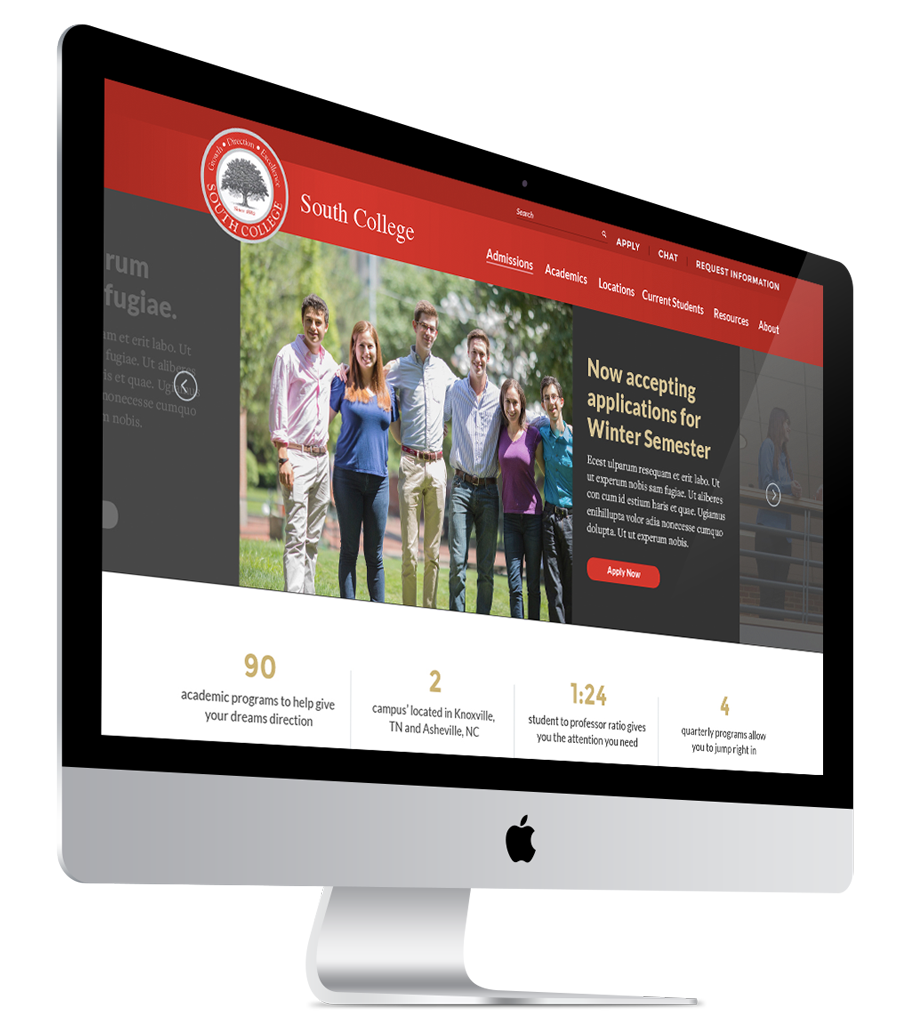 Growth • Direction • Excellence
Since 1882
SOUTH COLLEGE
South College
Search
APPLY
CHAT
REQUEST INFORMATION
Admissions
Academics
Locations
Current Students
Resources
About
rum
fugiae.
m et erit labo. Ut
fugiae. Ut aliberes
is et quae.
nonecesse cumquo
nobis.
Now accepting
applications for
Winter Semester
Ecest ulparum resequam et erit labo. Ut
ut experum nobis sam fugiae. Ut aliberes
con cum id estium haris et quae. Ugiamus
enihillupta volor adia nonecesse cumquo
dolupta. Ut ut experum nobis.
Apply Now
90
academic programs to help give
your dreams direction
2
campus’ located in Knoxville,
TN and Asheville, NC
1:24
student to professor ratio gives
you the attention you need
4
quarterly programs allow
you to jump right in